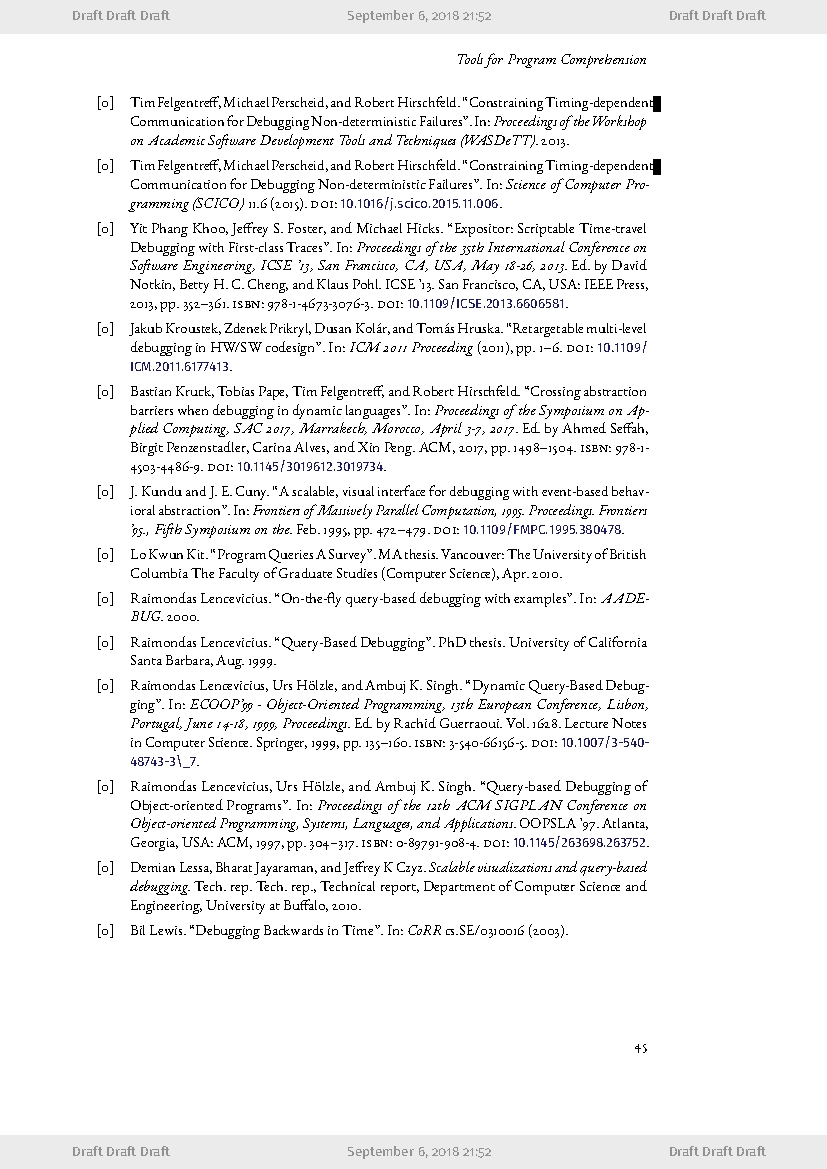 Draft Draft Draft September 6, 2018 21:52 Draft Draft Draft
Tools for Program Comprehension
[0] Tim Felgentreff, Michael Perscheid, and Robert Hirschfeld. “Constraining Timing-dependent
Communication for Debugging Non-deterministic Failures”. In: Proceedings of the Workshop
on Academic Software Development Tools and Techniques (WASDeTT). 2013.
[0] Tim Felgentreff, Michael Perscheid, and Robert Hirschfeld. “Constraining Timing-dependent
Communication for Debugging Non-deterministic Failures”. In: Science of Computer Pro-
gramming (SCICO) 11.6 (2015). DOI: 10.1016/j.scico.2015.11.006.
[0] Yit Phang Khoo, Jeffrey S. Foster, and Michael Hicks. “Expositor: Scriptable Time-travel
Debugging with First-class Traces”. In: Proceedings of the 35th International Conference on
Software Engineering, ICSE ’13, San Francisco, CA, USA, May 18-26, 2013. Ed. by David
Notkin, Betty H. C. Cheng, and Klaus Pohl. ICSE ’13. San Francisco, CA, USA: IEEE Press,
2013, pp. 352–361. ISBN: 978-1-4673-3076-3. DOI: 10.1109/ICSE.2013.6606581.
[0] Jakub Kroustek, Zdenek Prikryl, Dusan Kolár, and Tomás Hruska. “Retargetable multi-level
debugging in HW/SW codesign”. In: ICM 2011 Proceeding (2011), pp. 1–6. DOI: 10.1109/
ICM.2011.6177413.
[0] Bastian Kruck, Tobias Pape, Tim Felgentreff, and Robert Hirschfeld. “Crossing abstraction
barriers when debugging in dynamic languages”. In: Proceedings of the Symposium on Ap-
plied Computing, SAC 2017, Marrakech, Morocco, April 3-7, 2017. Ed. by Ahmed Seffah,
Birgit Penzenstadler, Carina Alves, and Xin Peng. ACM, 2017, pp. 1498–1504. ISBN: 978-1-
4503-4486-9. DOI: 10.1145/3019612.3019734.
[0] J. Kundu and J. E. Cuny. “A scalable, visual interface for debugging with event-based behav-
ioral abstraction”. In: Frontiers of Massively Parallel Computation, 1995. Proceedings. Frontiers
’95., Fifth Symposium on the. Feb. 1995, pp. 472–479. DOI: 10.1109/FMPC.1995.380478.
[0] Lo Kwun Kit. “Program Queries A Survey”. MA thesis. Vancouver: The University of British
Columbia The Faculty of Graduate Studies (Computer Science), Apr. 2010.
[0] Raimondas Lencevicius. “On-the-fly query-based debugging with examples”. In: AADE-
BUG. 2000.
[0] Raimondas Lencevicius. “Query-Based Debugging”. PhD thesis. University of California
Santa Barbara, Aug. 1999.
[0] Raimondas Lencevicius, Urs Hölzle, and Ambuj K. Singh. “Dynamic Query-Based Debug-
ging”. In: ECOOP’99 - Object-Oriented Programming, 13th European Conference, Lisbon,
Portugal, June 14-18, 1999, Proceedings. Ed. by Rachid Guerraoui. Vol. 1628. Lecture Notes
in Computer Science. Springer, 1999, pp. 135–160. ISBN: 3-540-66156-5. DOI: 10.1007/3-540-
48743-3\_7.
[0] Raimondas Lencevicius, Urs Hölzle, and Ambuj K. Singh. “Query-based Debugging of
Object-oriented Programs”. In: Proceedings of the 12th ACM SIGPLAN Conference on
Object-oriented Programming, Systems, Languages, and Applications. OOPSLA ’97. Atlanta,
Georgia, USA: ACM, 1997, pp. 304–317. ISBN: 0-89791-908-4. DOI: 10.1145/263698.263752.
[0] Demian Lessa, Bharat Jayaraman, and Jeffrey K Czyz. Scalable visualizations and query-based
debugging. Tech. rep. Tech. rep., Technical report, Department of Computer Science and
Engineering, University at Buffalo, 2010.
[0] Bil Lewis. “Debugging Backwards in Time”. In: CoRR cs.SE/0310016 (2003).
45
Draft Draft Draft September 6, 2018 21:52 Draft Draft Draft